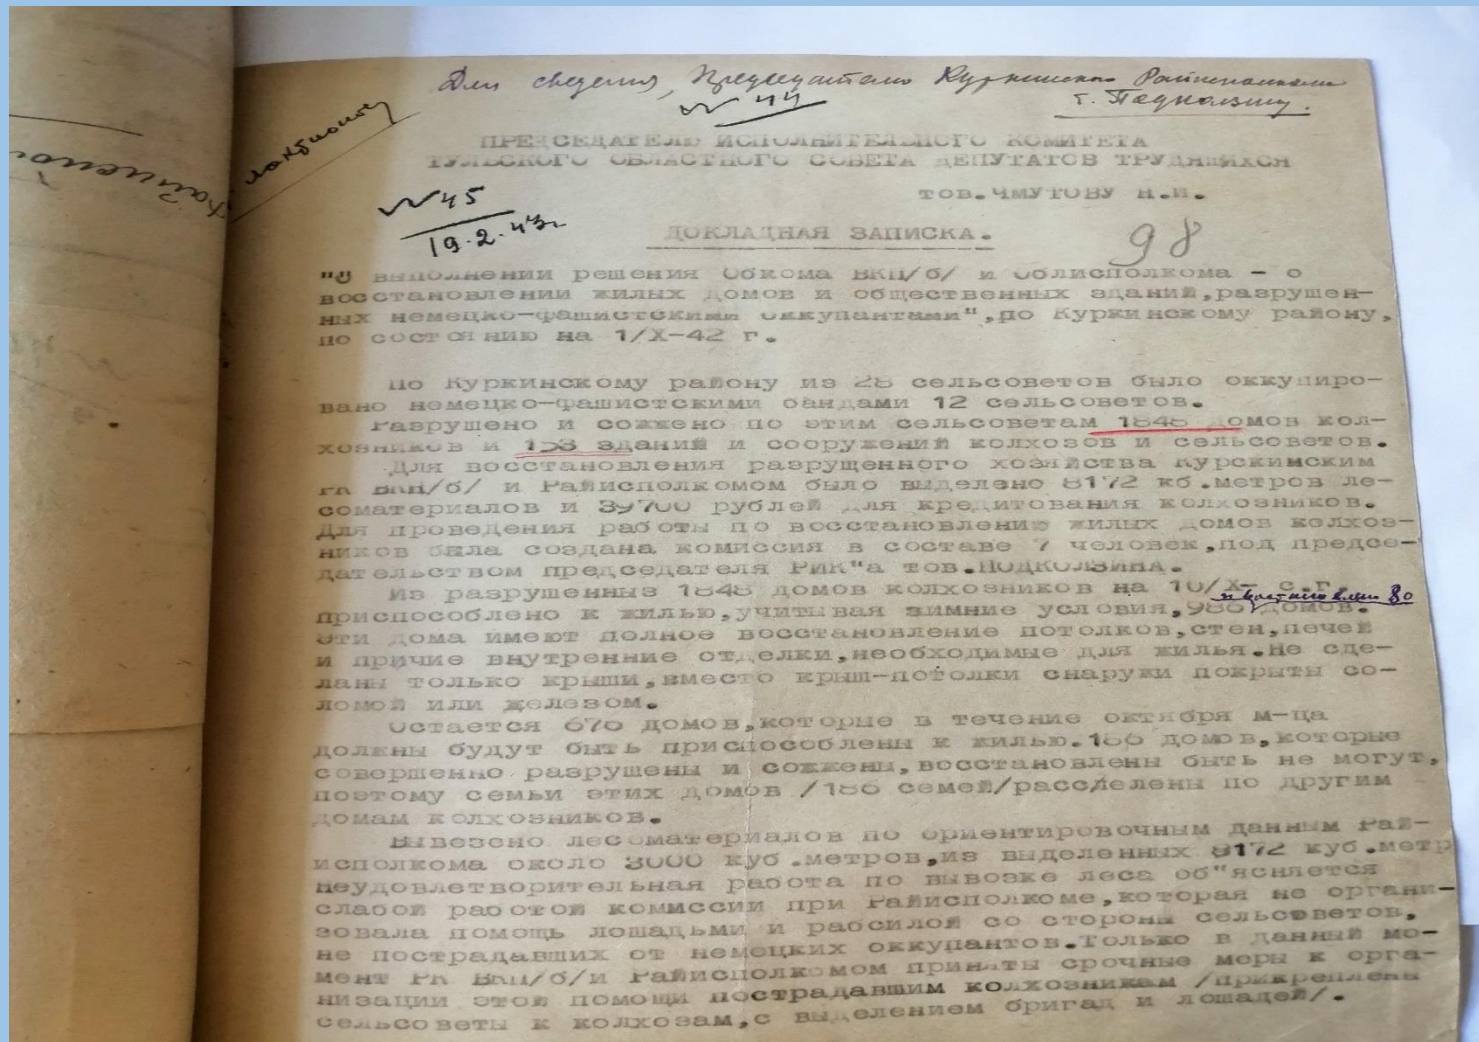 Для сведения, Председателю Куркинского Райисполкома
т. Подколзину.
№ 44
ПРЕДСЕДАТЕЛЮ ИСПОЛНИТЕЛЬНОГО КОМИТЕТА
ТУЛЬСКОГО ОБЛАСТНОГО СОВЕТА ДЕПУТАТОВ ТРУДЯЩИХСЯ
тов.ЧМУТОВУ Н.И.
№ 45
19.2.43г.
ДОКЛАДНАЯ ЗАПИСКА.
98
"О выполнении решения Обкома ВКП/б/ и Облисполкома - о
восстановлении жилых домов и общественных зданий,разрушен-
ных немецко-фашистскими оккупантами",по Куркинскому району,
по состоянию на 1/X-42 г.
По Куркинскому району из 28 сельсоветов было оккупиро-
вано немецко-фашистскими бандами 12 сельсоветов.
Разрушено и сожжено по этим сельсоветам 1848 домов кол-
хозников и 153 зданий и сооружений колхозов и сельсоветов.
Для восстановления разрущенного хозяйства Курскимским
РК ВКП/б/ и Райисполкомом было выделено 8172 кб.метров ле-
соматериалов и 39700 рублей для кредитования колхозников.
Для проведения работы по восстановлению жилых домов колхоз-
ников была создана комиссия в составе 7 человек,под предсе-
дательством председателя РИК"а тов.ПОДКОЛЗИНА.
Из разрушенных 1848 домов колхозников на 10/X- с.г.
приспособлено к жилью,учитывая зимние условия,986 домов.
Эти дома имеют полное восстановление потолков,стен,печей
и причие внутренние отделки,необходимые для жилья.Не сде-
ланы только крыши,вместо крыш-потолки снаружи покрыты со-
ломой или железом.
Остается 676 домов,которые в течение октября м-ца
должны будут быть приспособлены к жилью.186 домов,которые
совершенно разрушены и сожжены,восстановлены быть не могут,
поэтому семьи этих домов /186 семей/расселены по другим
домам колхозников.
Вывезено лесоматериалов по ориентировочным данным Рай-
исполкома около 3000 куб.метров,из выделенных 8172 куб.метр
неудовлетворительная работа по вывозке леса об"ясняется
слабой работой комиссии при Райисполкоме,которая не органи-
зовала помощь лошадьми и рабсилой со стороны сельсоветов,
не пострадавших от немецких оккупантов.Только в данный мо-
мент РК ВКП/б/и Райисполкомом приняты срочные меры к орга-
низации этой помощи пострадавшим колхозникам /прикреплены
сельсоветы к колхозам,с выделением бригад и лошадей/.